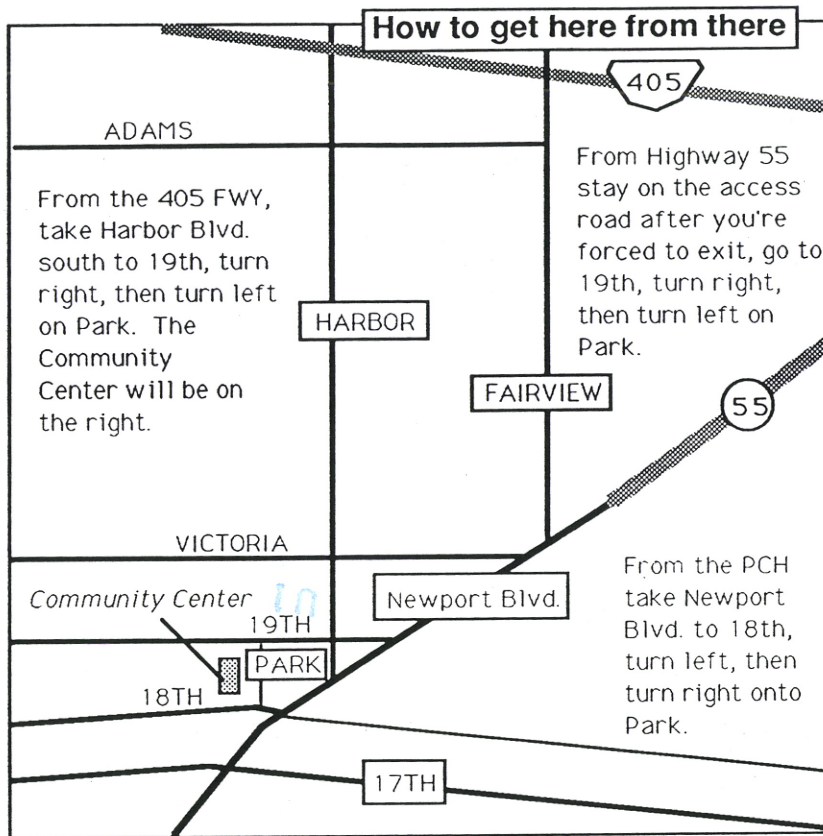 How to get here from there
405
ADAMS
From the 405 FWY,
take Harbor Blvd.
south to 19th, turn
right, then turn left
on Park. The
Community
Center will be on
the right.
From Highway 55
stay on the access
road after you're
forced to exit, go to
19th, turn right,
then turn left on
Park.
HARBOR
FAIRVIEW
55
VICTORIA
Community Center
19TH
Newport Blvd.
PARK
18TH
From the PCH
take Newport
Blvd. to 18th,
turn left, then
turn right onto
Park.
17TH